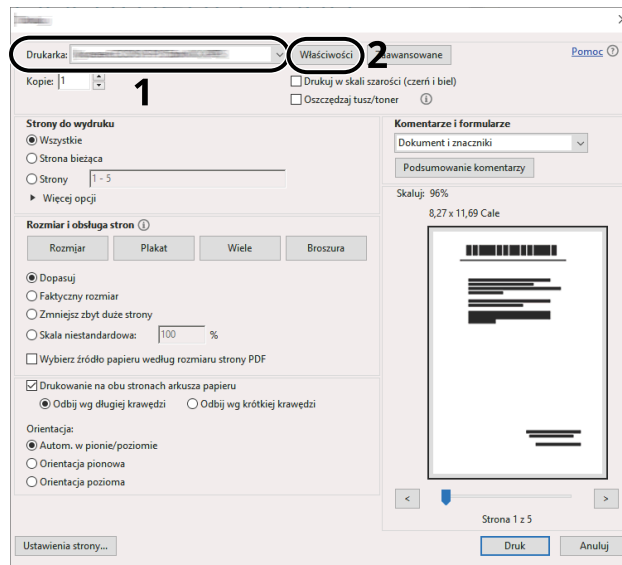 Drukarka: Właściwości 2 aawansowane Pomoc
Kopie: 1 1 Drukuj w skali szarości (czerń i biel)
Oszczędzaj tusz/toner
Strony do wydruku
Wszystkie
Strona bieżąca
Strony 1 - 5
Więcej opcji
Rozmiar i obsługa stron
Rozmjar Plakat Wiele Broszura
Dopasuj
Faktyczny rozmiar
Zmniejsz zbyt duże strony
Skala niestandardowa: 100 %
Wybierz źródło papieru według rozmiaru strony PDF
Drukowanie na obu stronach arkusza papieru
Odbij wg długiej krawędzi Odbij wg krótkiej krawędzi
Orientacja:
Autom. w pionie/poziomie
Orientacja pionowa
Orientacja pozioma
Komentarze i formularze
Dokument i znaczniki
Podsumowanie komentarzy
Skaluj: 96%
8,27 x 11,69 Cale
< >
Strona 1 z 5
Ustawienia strony... Druk Anuluj